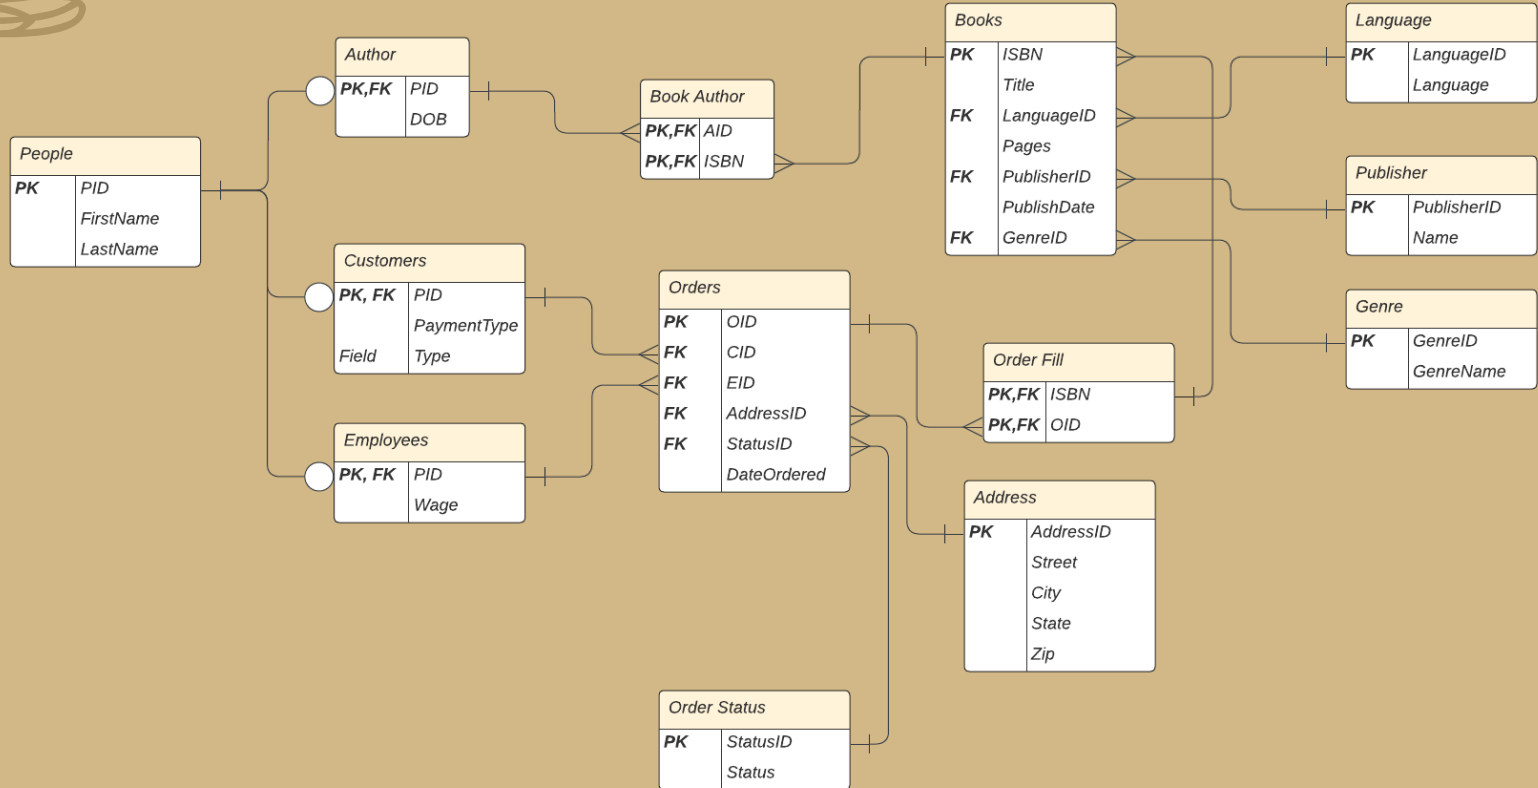 People
PK PID
FirstName
LastName
Author
PK,FK PID
DOB
Customers
PK, FK PID
PaymentType
Field Type
Employees
PK, FK PID
Wage
Book Author
PK,FK AID
PK,FK ISBN
Orders
PK OID
FK CID
FK EID
FK AddressID
FK StatusID
DateOrdered
Order Status
PK StatusID
Status
Books
PK ISBN
Title
FK LanguageID
Pages
FK PublisherID
PublishDate
FK GenreID
Order Fill
PK,FK ISBN
PK,FK OID
Address
PK AddressID
Street
City
State
Zip
Language
PK LanguageID
Language
Publisher
PK PublisherID
Name
Genre
PK GenreID
GenreName